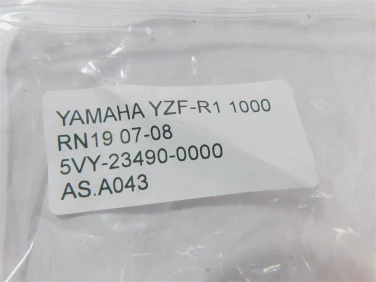 YAMAHA YZF-R1 1000
RN19 07-08
5VY-23490-0000
AS.A043